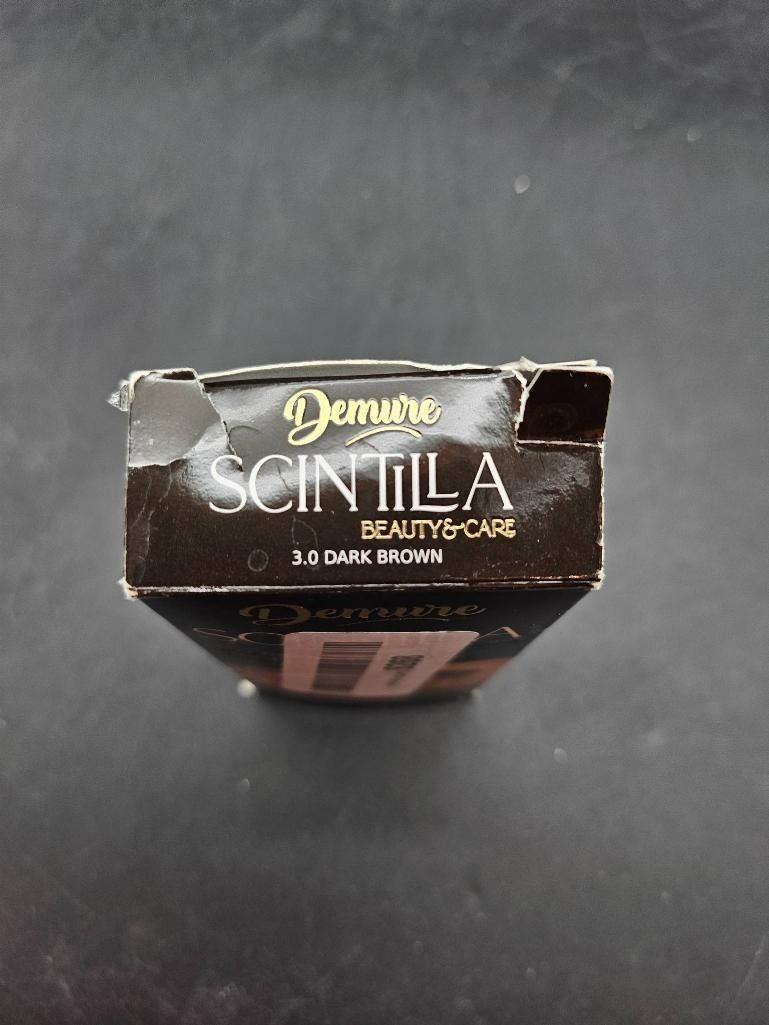 Demure
SCINTILLA
BEAUTY&CARE
3.0 DARK BROWN
Demure